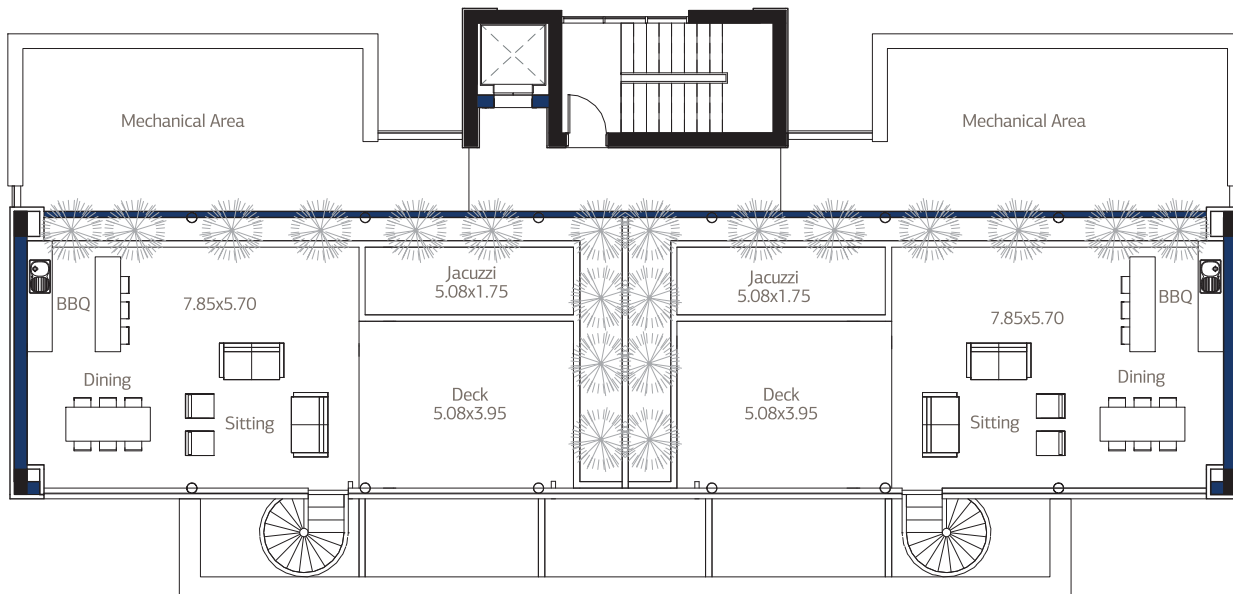 Mechanical Area
Mechanical Area
BBQ
7.85x5.70
Jacuzzi
5.08x1.75
Jacuzzi
5.08x1.75
7.85x5.70
BBQ
Dining
Sitting
Deck
5.08x3.95
Deck
5.08x3.95
Sitting
Dining